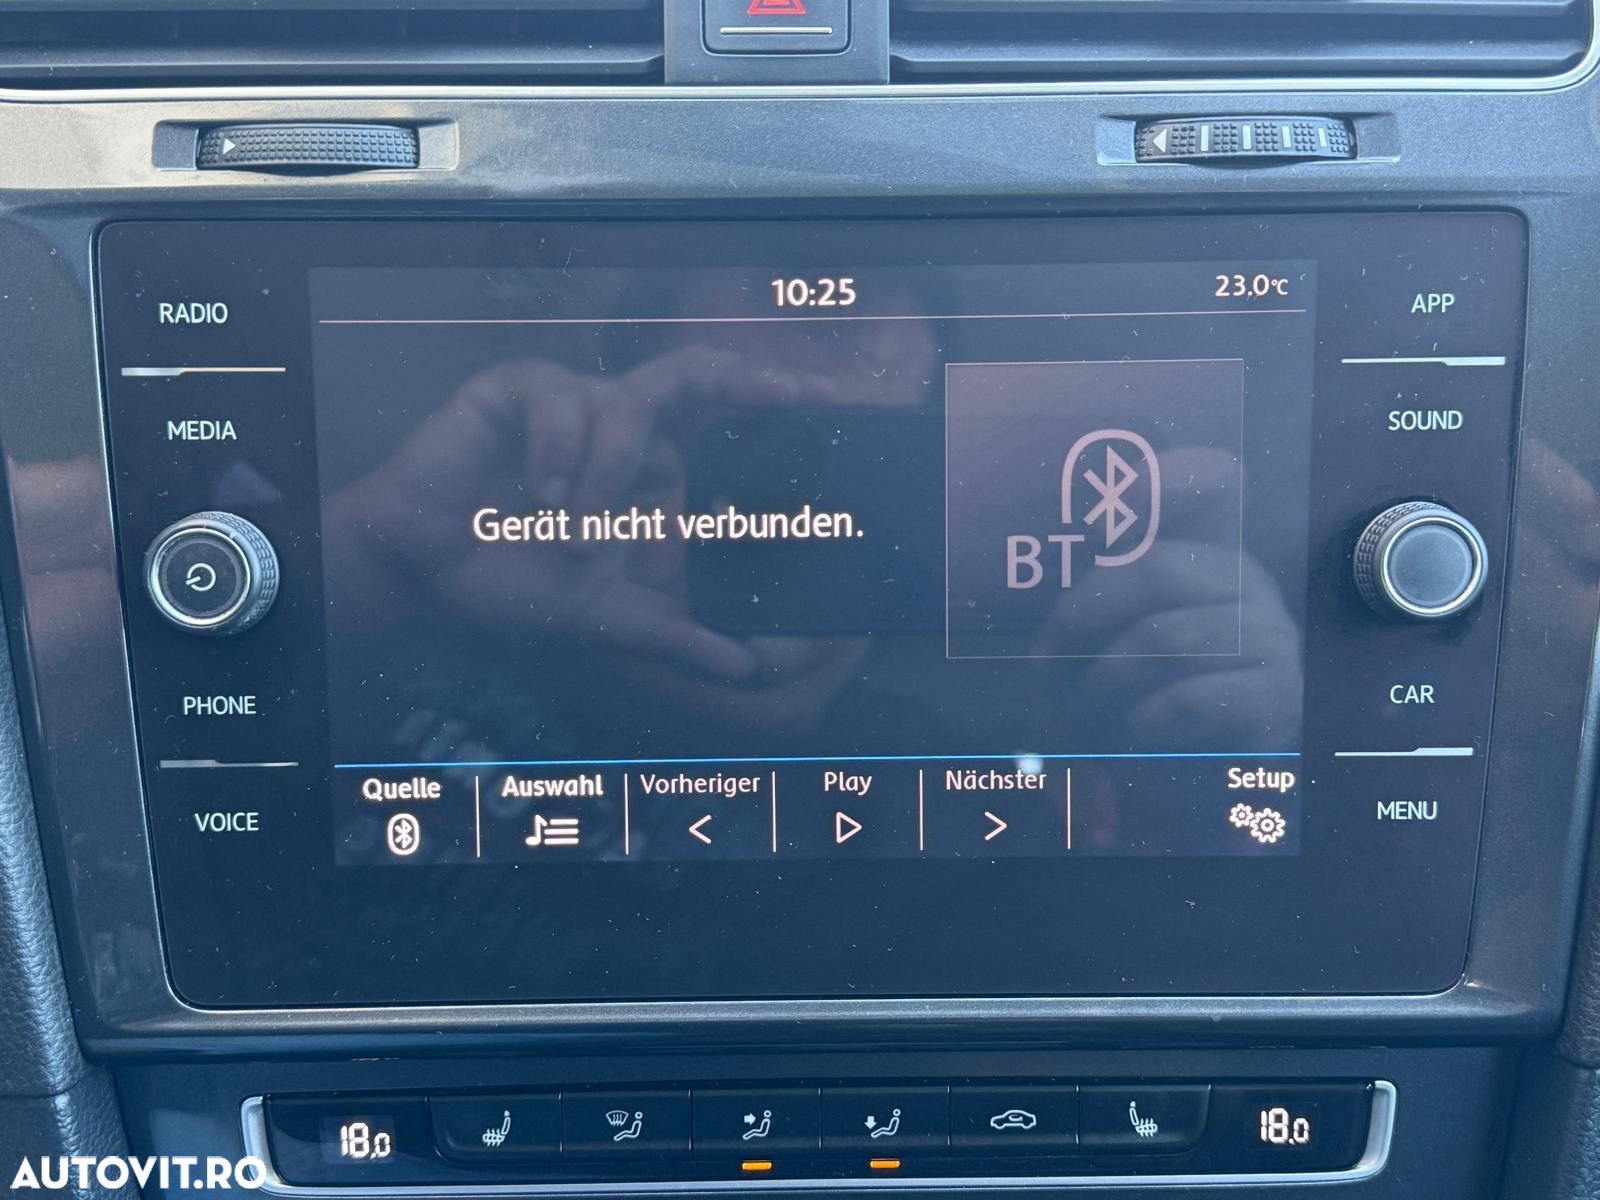 10:25
23.0°C
RADIO
APP
MEDIA
SOUND
Gerät nicht verbunden.
BT
PHONE
CAR
VOICE
MENU
Quelle
Auswahl
Vorheriger
Play
Nächster
Setup
18.0
18.0
AUTOVIT.RO